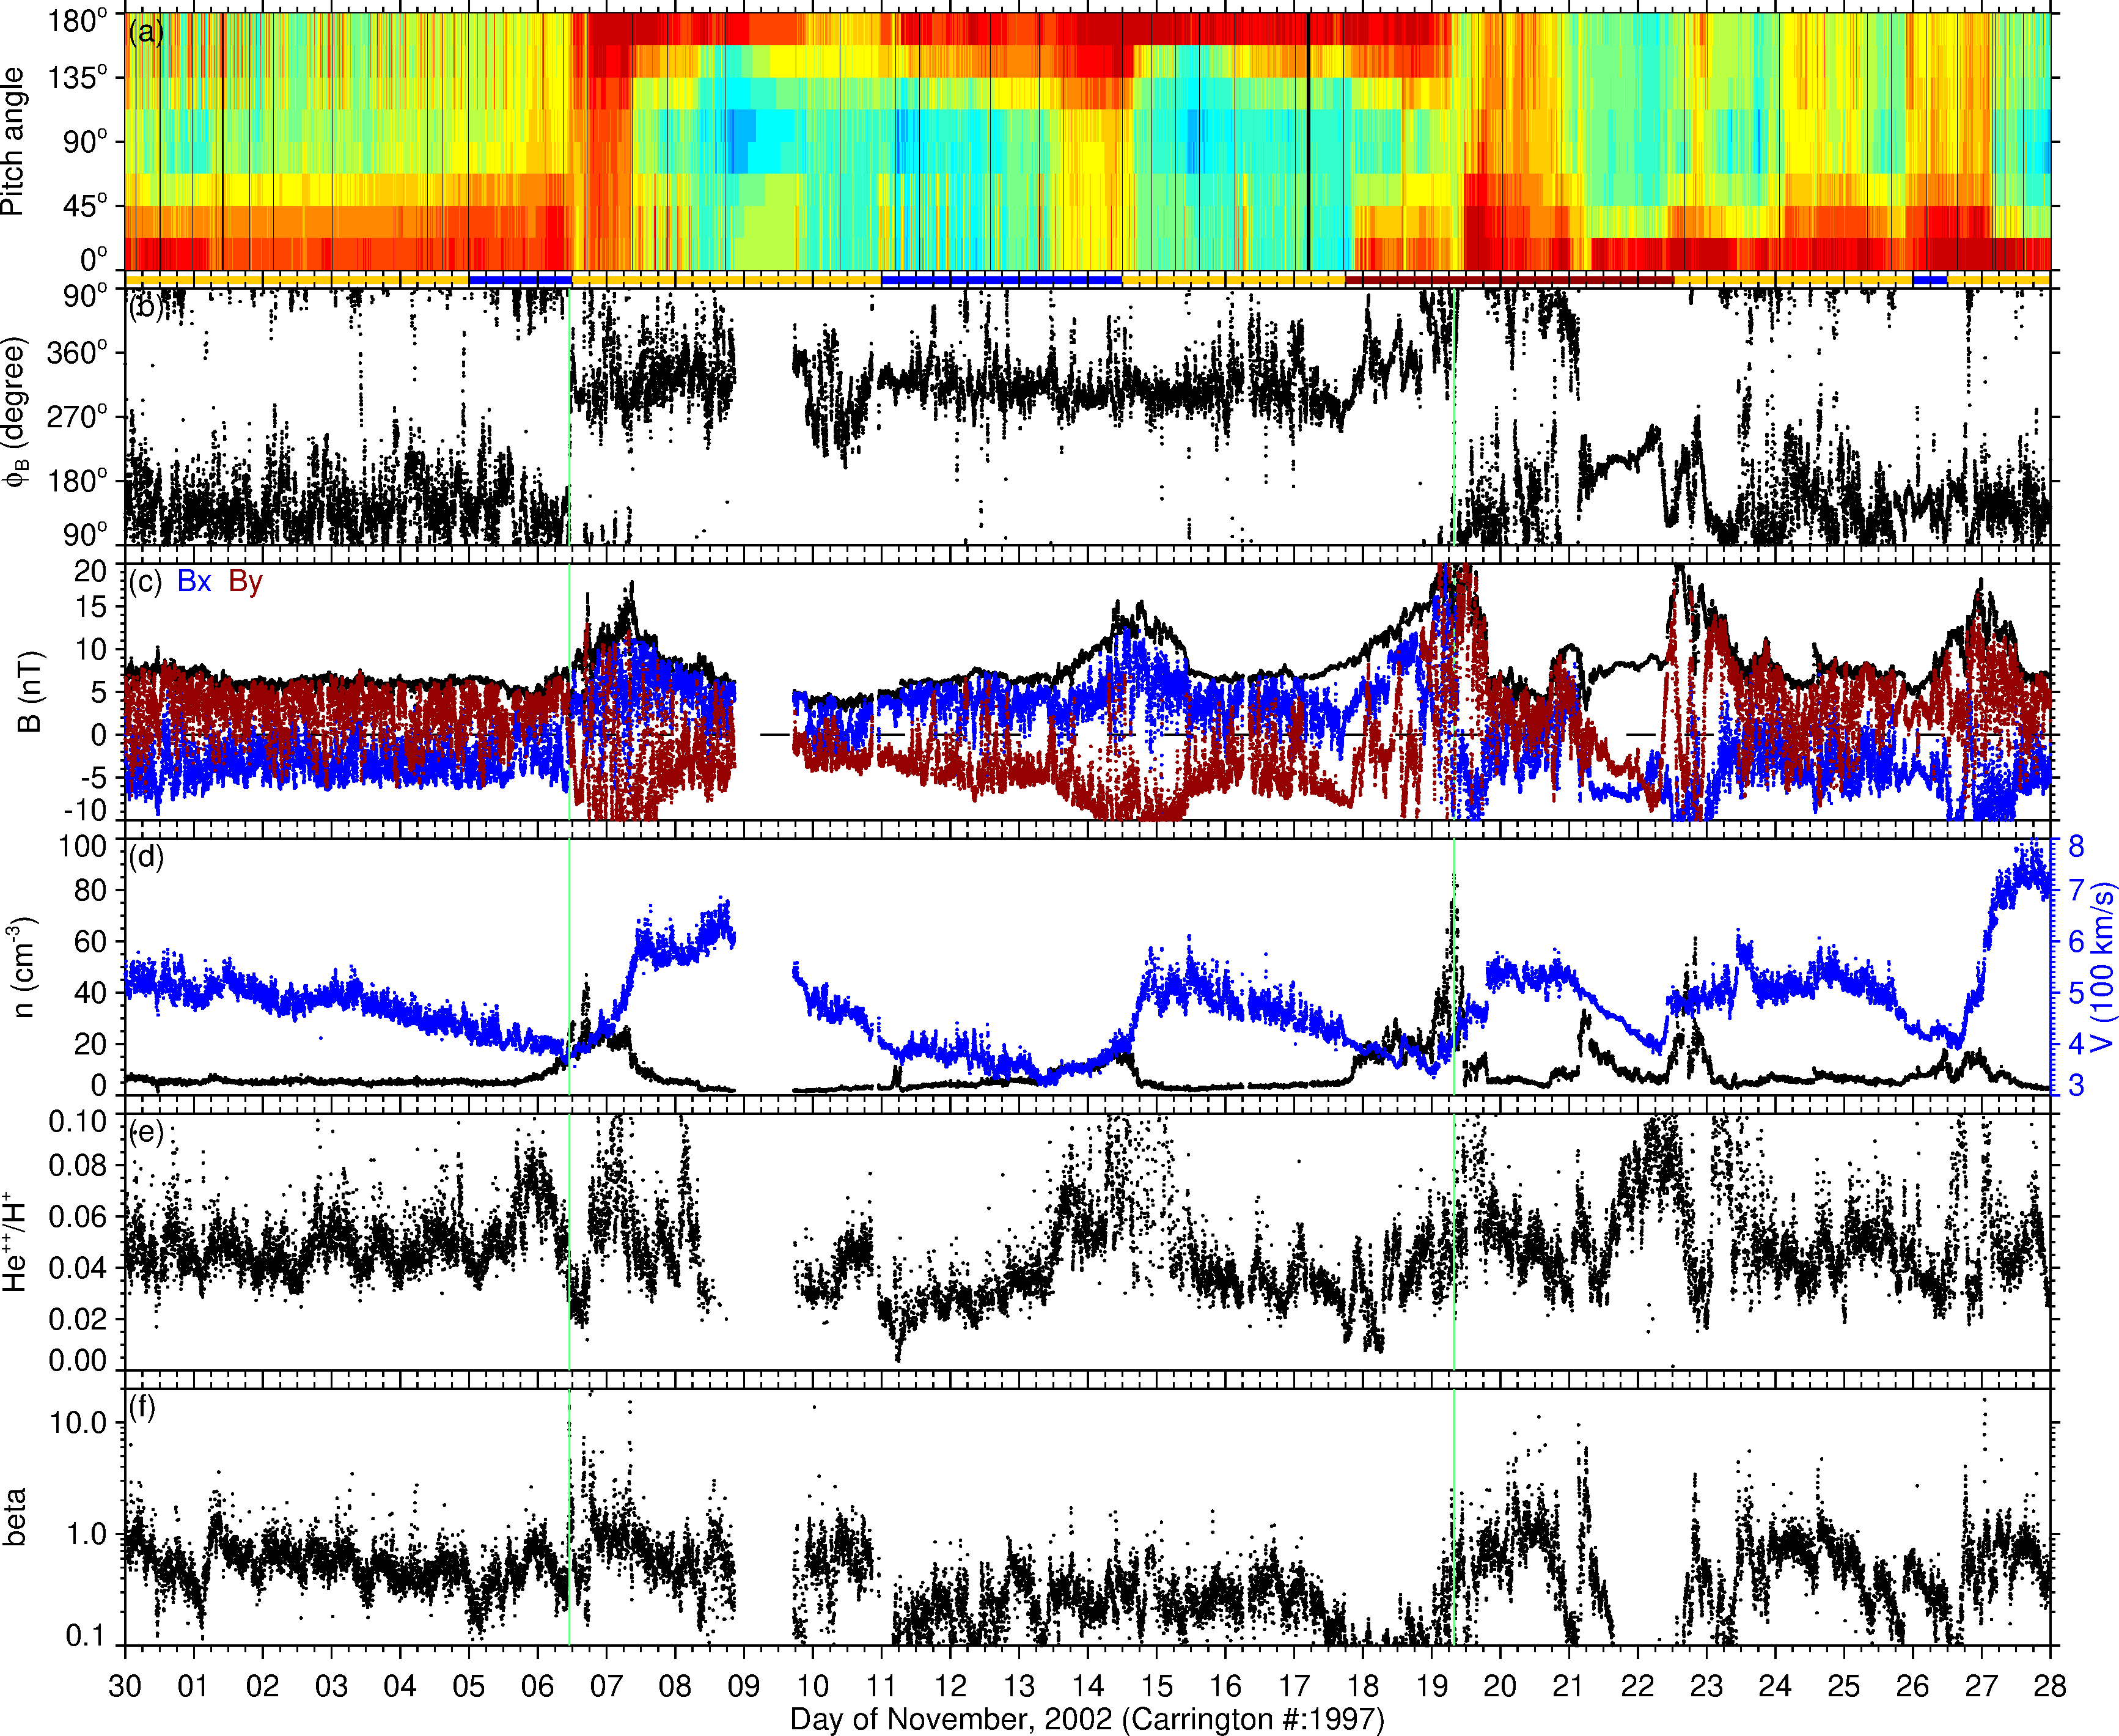 (a)
Pitch angle
180°
135°
90°
45°
0°
(b)
φB (degree)
90°
360°
270°
180°
90°
(c) Bx By
B (nT)
20
15
10
5
0
-5
-10
(d)
n (cm-3)
100
80
60
40
20
0
8
7
6
5
4
3
V (100 km/s)
(e)
He++/H+
0.10
0.08
0.06
0.04
0.02
0.00
(f)
beta
10.0
1.0
0.1
30 01 02 03 04 05 06 07 08 09 10 11 12 13 14 15 16 17 18 19 20 21 22 23 24 25 26 27 28
Day of November, 2002 (Carrington #:1997)